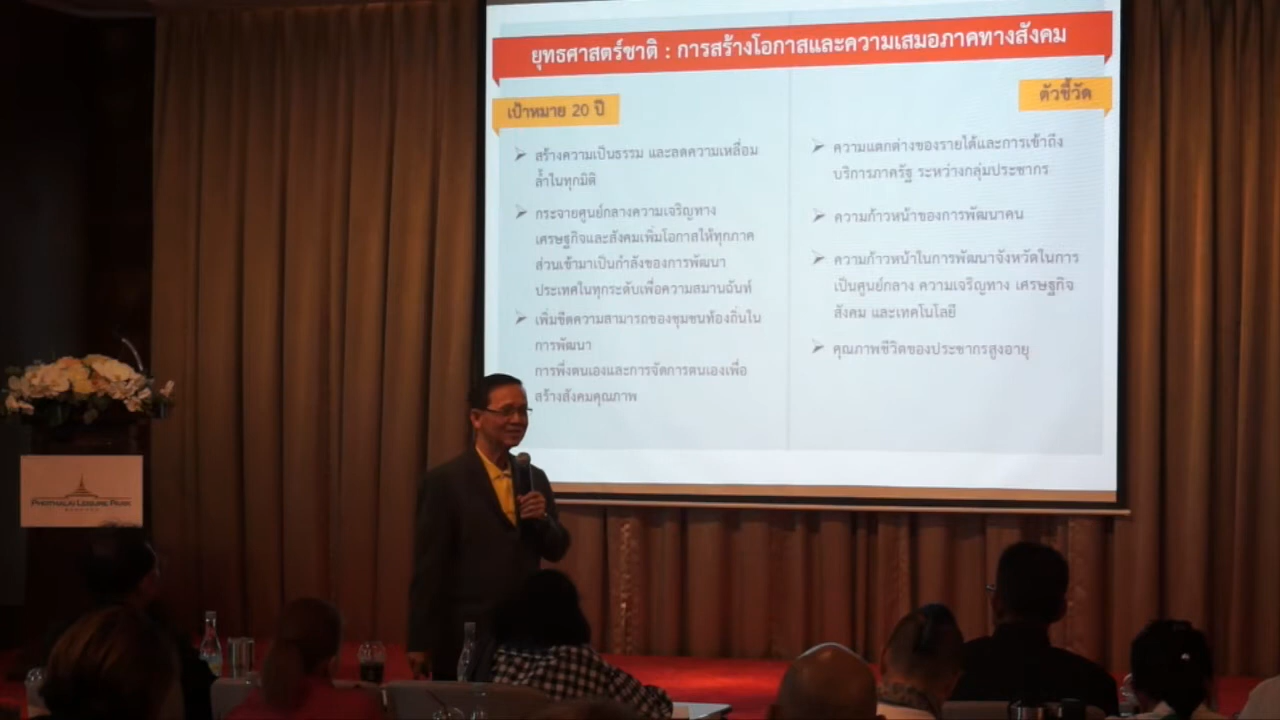 ยุทธศาสตร์ชาติ : การสร้างโอกาสและความเสมอภาคทางสังคม
เป้าหมาย 20 ปี
➢ สร้างความเป็นธรรม และลดความเหลื่อม
ล้ำในทุกมิติ
➢ กระจายศูนย์กลางความเจริญทาง
เศรษฐกิจและสังคมเพิ่มโอกาสให้ทุกภาค
ส่วนเข้ามาเป็นกำลังของการพัฒนา
ประเทศในทุกระดับเพื่อความสมานฉันท์
➢ เพิ่มขีดความสามารถของชุมชนท้องถิ่นใน
การพัฒนา
การพึ่งตนเองและการจัดการตนเองเพื่อ
สร้างสังคมคุณภาพ
ตัวชี้วัด
➢ ความแตกต่างของรายได้และการเข้าถึง
บริการภาครัฐ ระหว่างกลุ่มประชากร
➢ ความก้าวหน้าของการพัฒนาคน
➢ ความก้าวหน้าในการพัฒนาจังหวัดในการ
เป็นศูนย์กลาง ความเจริญทาง เศรษฐกิจ
สังคม และเทคโนโลยี
➢ คุณภาพชีวิตของประชากรสูงอายุ
PHOTHALAI LEISURE PARK